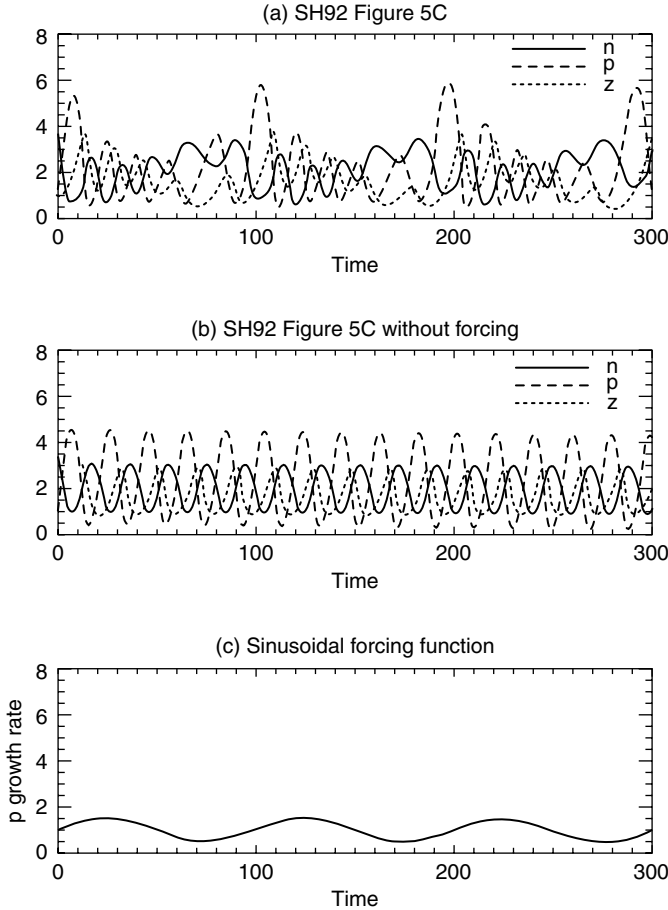 (a) SH92 Figure 5C
8
6
4
2
0
n
p
z
0 100 200 300
Time
(b) SH92 Figure 5C without forcing
8
6
4
2
0
n
p
z
0 100 200 300
Time
(c) Sinusoidal forcing function
p growth rate
8
6
4
2
0
0 100 200 300
Time